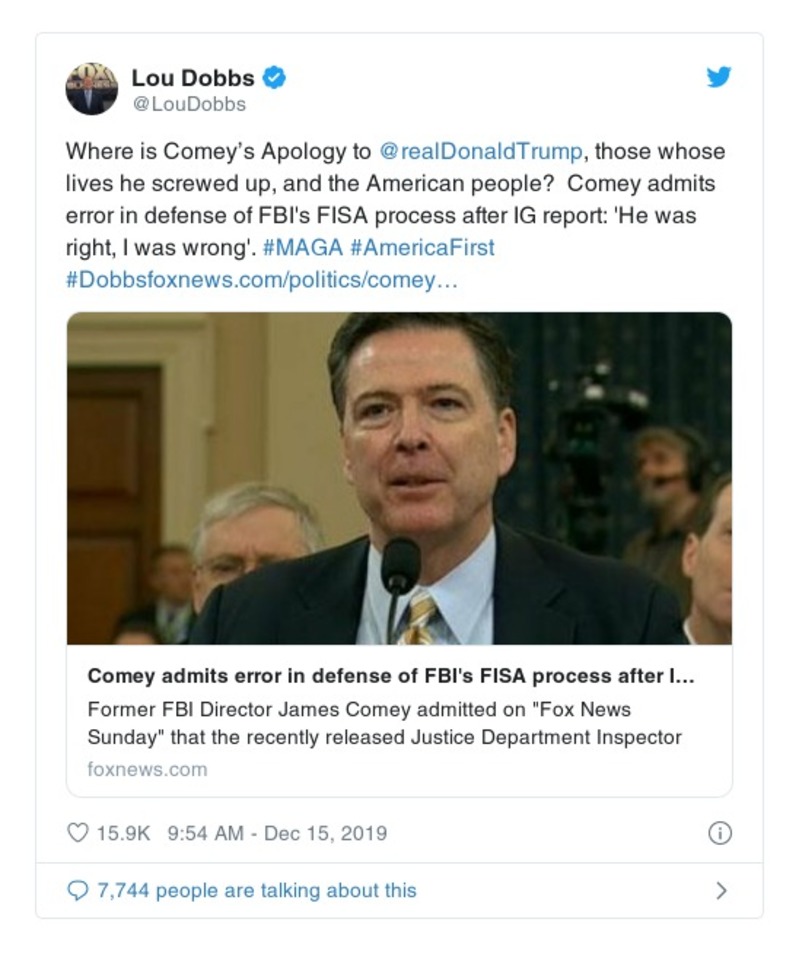 Lou Dobbs
@LouDobbs
Where is Comey’s Apology to @realDonaldTrump, those whose
lives he screwed up, and the American people?  Comey admits
error in defense of FBI's FISA process after IG report: 'He was
right, I was wrong'. #MAGA #AmericaFirst
#Dobbsfoxnews.com/politics/comey…
Comey admits error in defense of FBI's FISA process after I...
Former FBI Director James Comey admitted on "Fox News
Sunday" that the recently released Justice Department Inspector
foxnews.com
15.9K 9:54 AM - Dec 15, 2019
7,744 people are talking about this